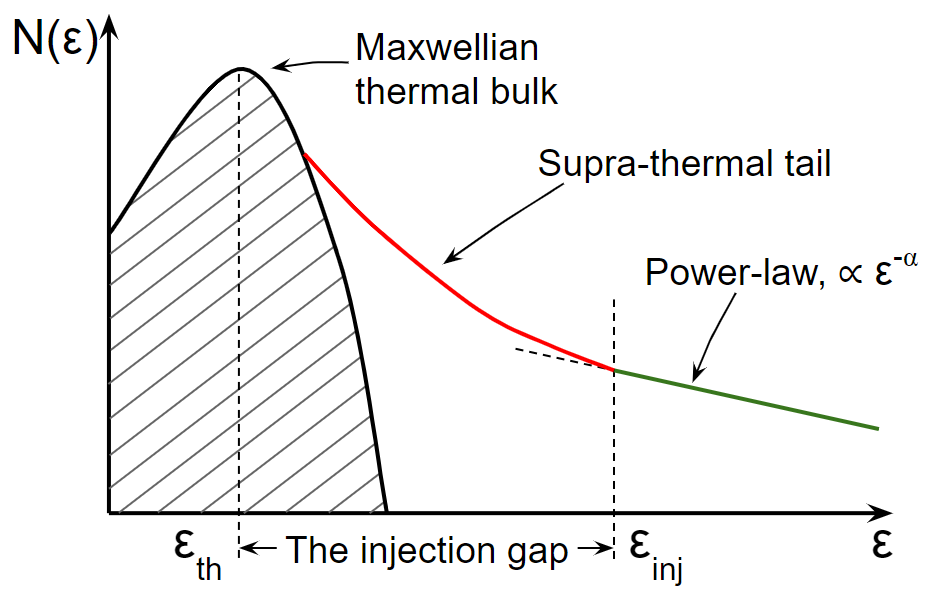 N(ε)
Maxwellian
thermal bulk
Supra-thermal tail
Power-law, ∝ ε^-α
ε_th
The injection gap
ε_inj
ε